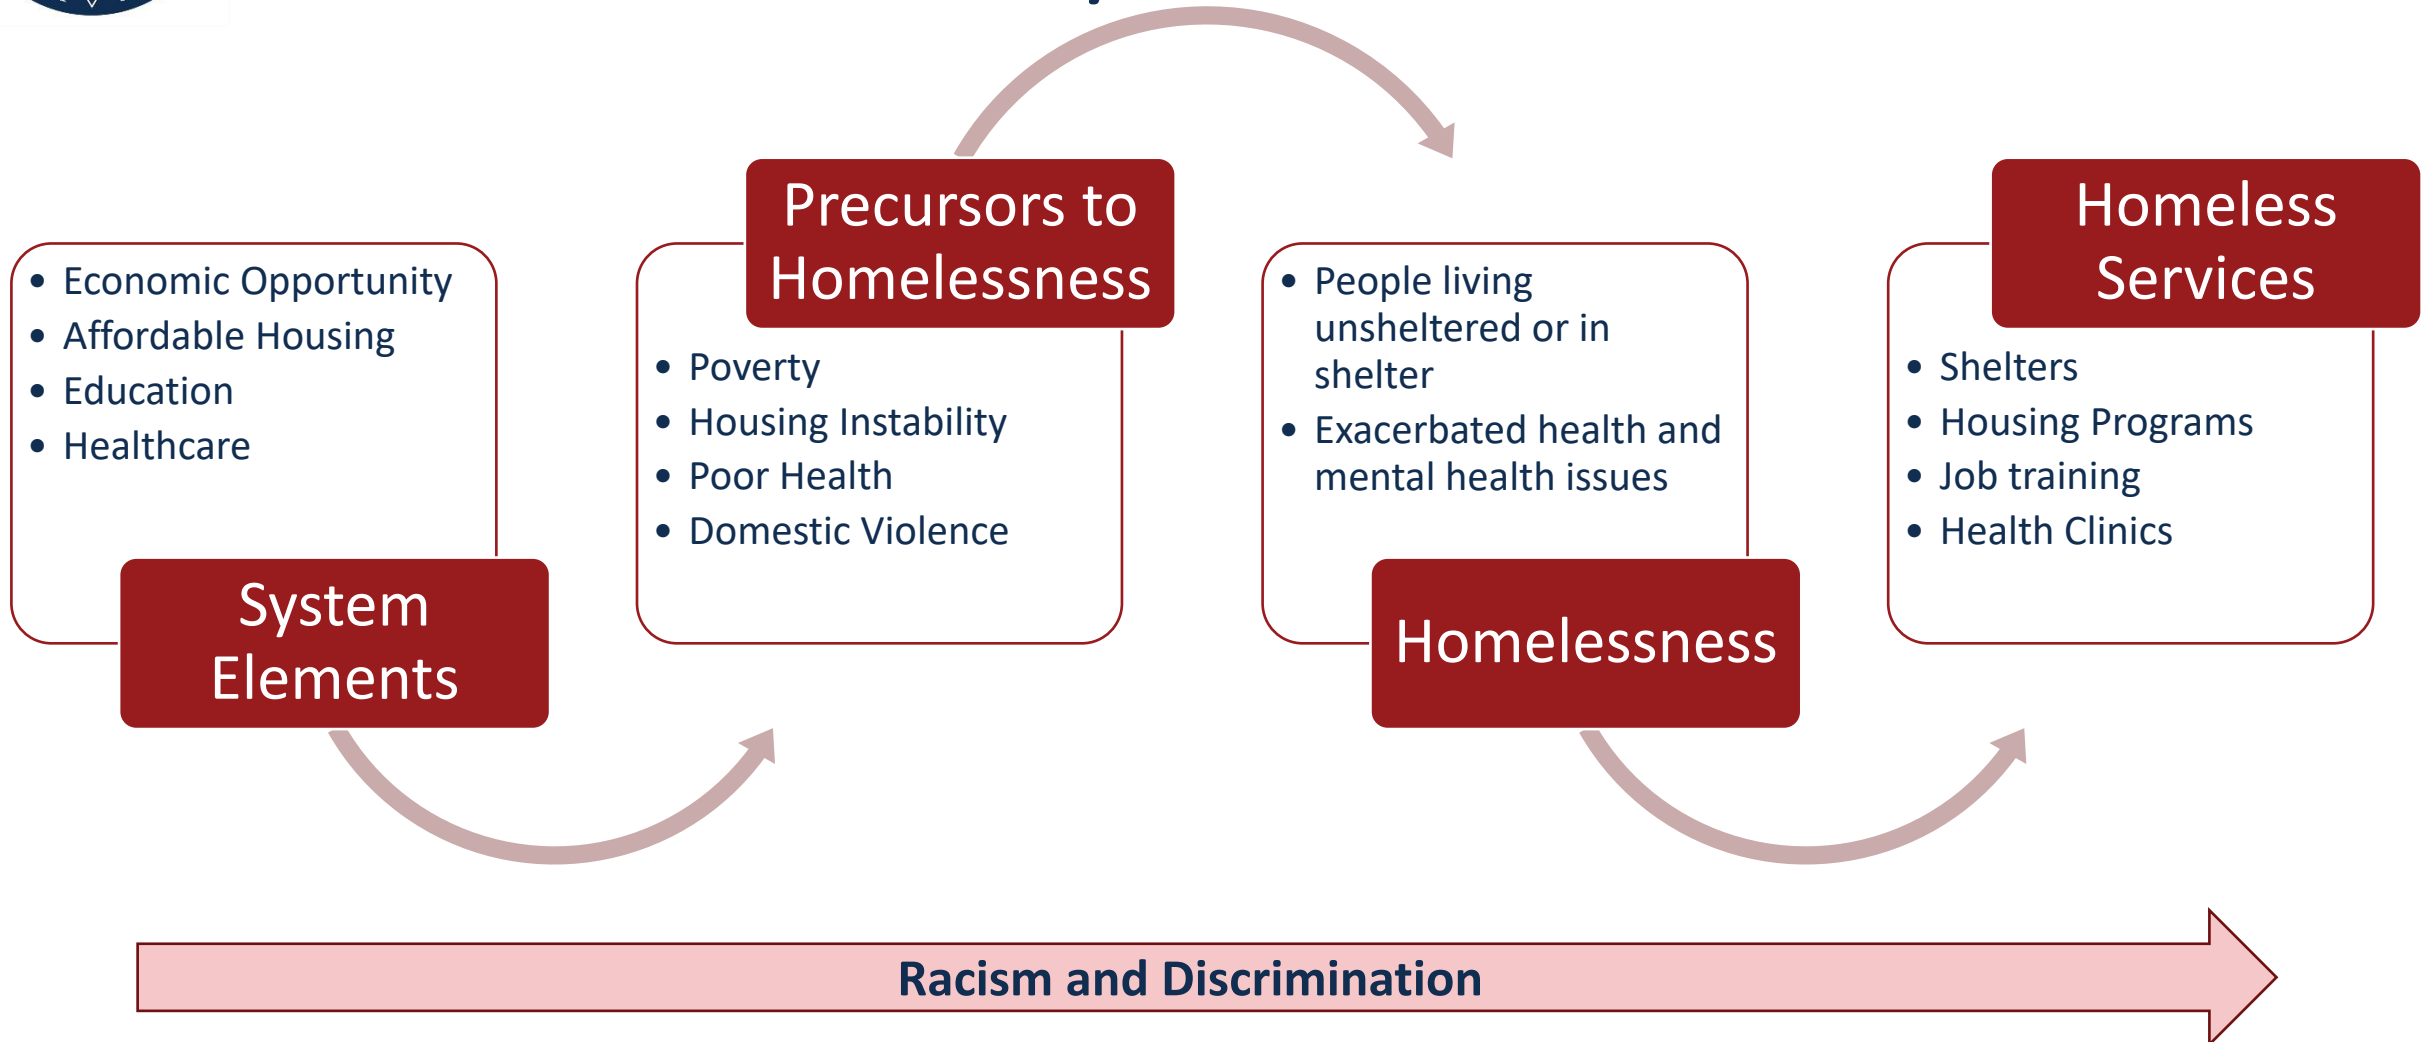 • Economic Opportunity
• Affordable Housing
• Education
• Healthcare
System
Elements
Precursors to
Homelessness
• Poverty
• Housing Instability
• Poor Health
• Domestic Violence
• People living
unsheltered or in
shelter
• Exacerbated health and
mental health issues
Homelessness
Homeless
Services
• Shelters
• Housing Programs
• Job training
• Health Clinics
Racism and Discrimination